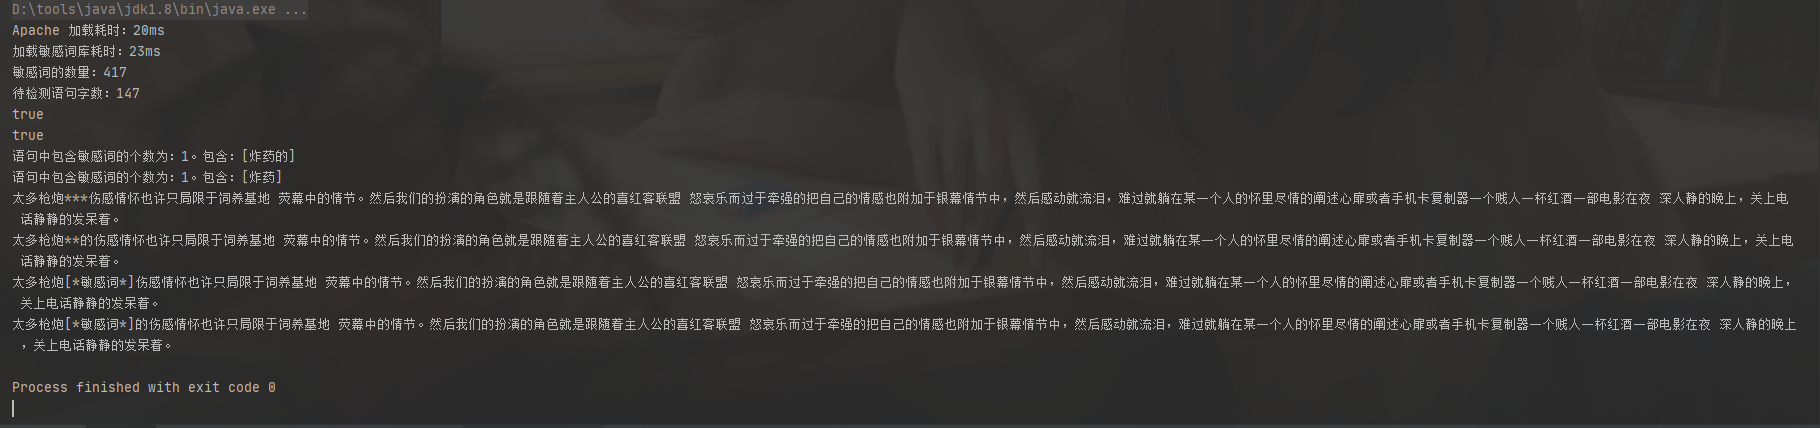 D:\tools\java\jdk1.8\bin\java.exe ...
Apache 加载耗时: 20ms
加载敏感词库耗时: 23ms
敏感词的数量: 417
待检测语句字数: 147
true
true
语句中包含敏感词的个数为: 1。包含: [炸药的]
语句中包含敏感词的个数为: 1。包含: [炸药]
太多枪炮***伤感情怀也许只局限于饲养基地 荧幕中的情节。然后我们的扮演的角色就是跟随着主人公的喜红客联盟 怒哀乐而过于牵强的把自己的情感也附加于银幕情节中，然后感动就流泪，难过就躺在某一个人的怀里尽情的阐述心扉或者手机卡复制器一个贱人一杯红酒一部电影在夜 深人静的晚上，关上电
话静静的发呆着。
太多枪炮**的伤感情怀也许只局限于饲养基地 荧幕中的情节。然后我们的扮演的角色就是跟随着主人公的喜红客联盟 怒哀乐而过于牵强的把自己的情感也附加于银幕情节中，然后感动就流泪，难过就躺在某一个人的怀里尽情的阐述心扉或者手机卡复制器一个贱人一杯红酒一部电影在夜 深人静的晚上，关上电
话静静的发呆着。
太多枪炮[*敏感词*]伤感情怀也许只局限于饲养基地 荧幕中的情节。然后我们的扮演的角色就是跟随着主人公的喜红客联盟 怒哀乐而过于牵强的把自己的情感也附加于银幕情节中，然后感动就流泪，难过就躺在某一个人的怀里尽情的阐述心扉或者手机卡复制器一个贱人一杯红酒一部电影在夜 深人静的晚上，
关上电话静静的发呆着。
太多枪炮[*敏感词*]的伤感情怀也许只局限于饲养基地 荧幕中的情节。然后我们的扮演的角色就是跟随着主人公的喜红客联盟 怒哀乐而过于牵强的把自己的情感也附加于银幕情节中，然后感动就流泪，难过就躺在某一个人的怀里尽情的阐述心扉或者手机卡复制器一个贱人一杯红酒一部电影在夜 深人静的晚上
，关上电话静静的发呆着。
Process finished with exit code 0